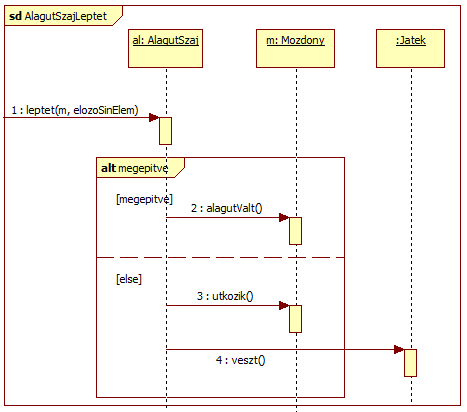 sd AlagutSzajLeptet
al: AlagutSzaj
m: Mozdony
:Jatek
1 : leptet(m, elozoSinElem)
alt megepitve
[megepitve]
2 : alagutValt()
[else]
3 : utkozik()
4 : veszt()